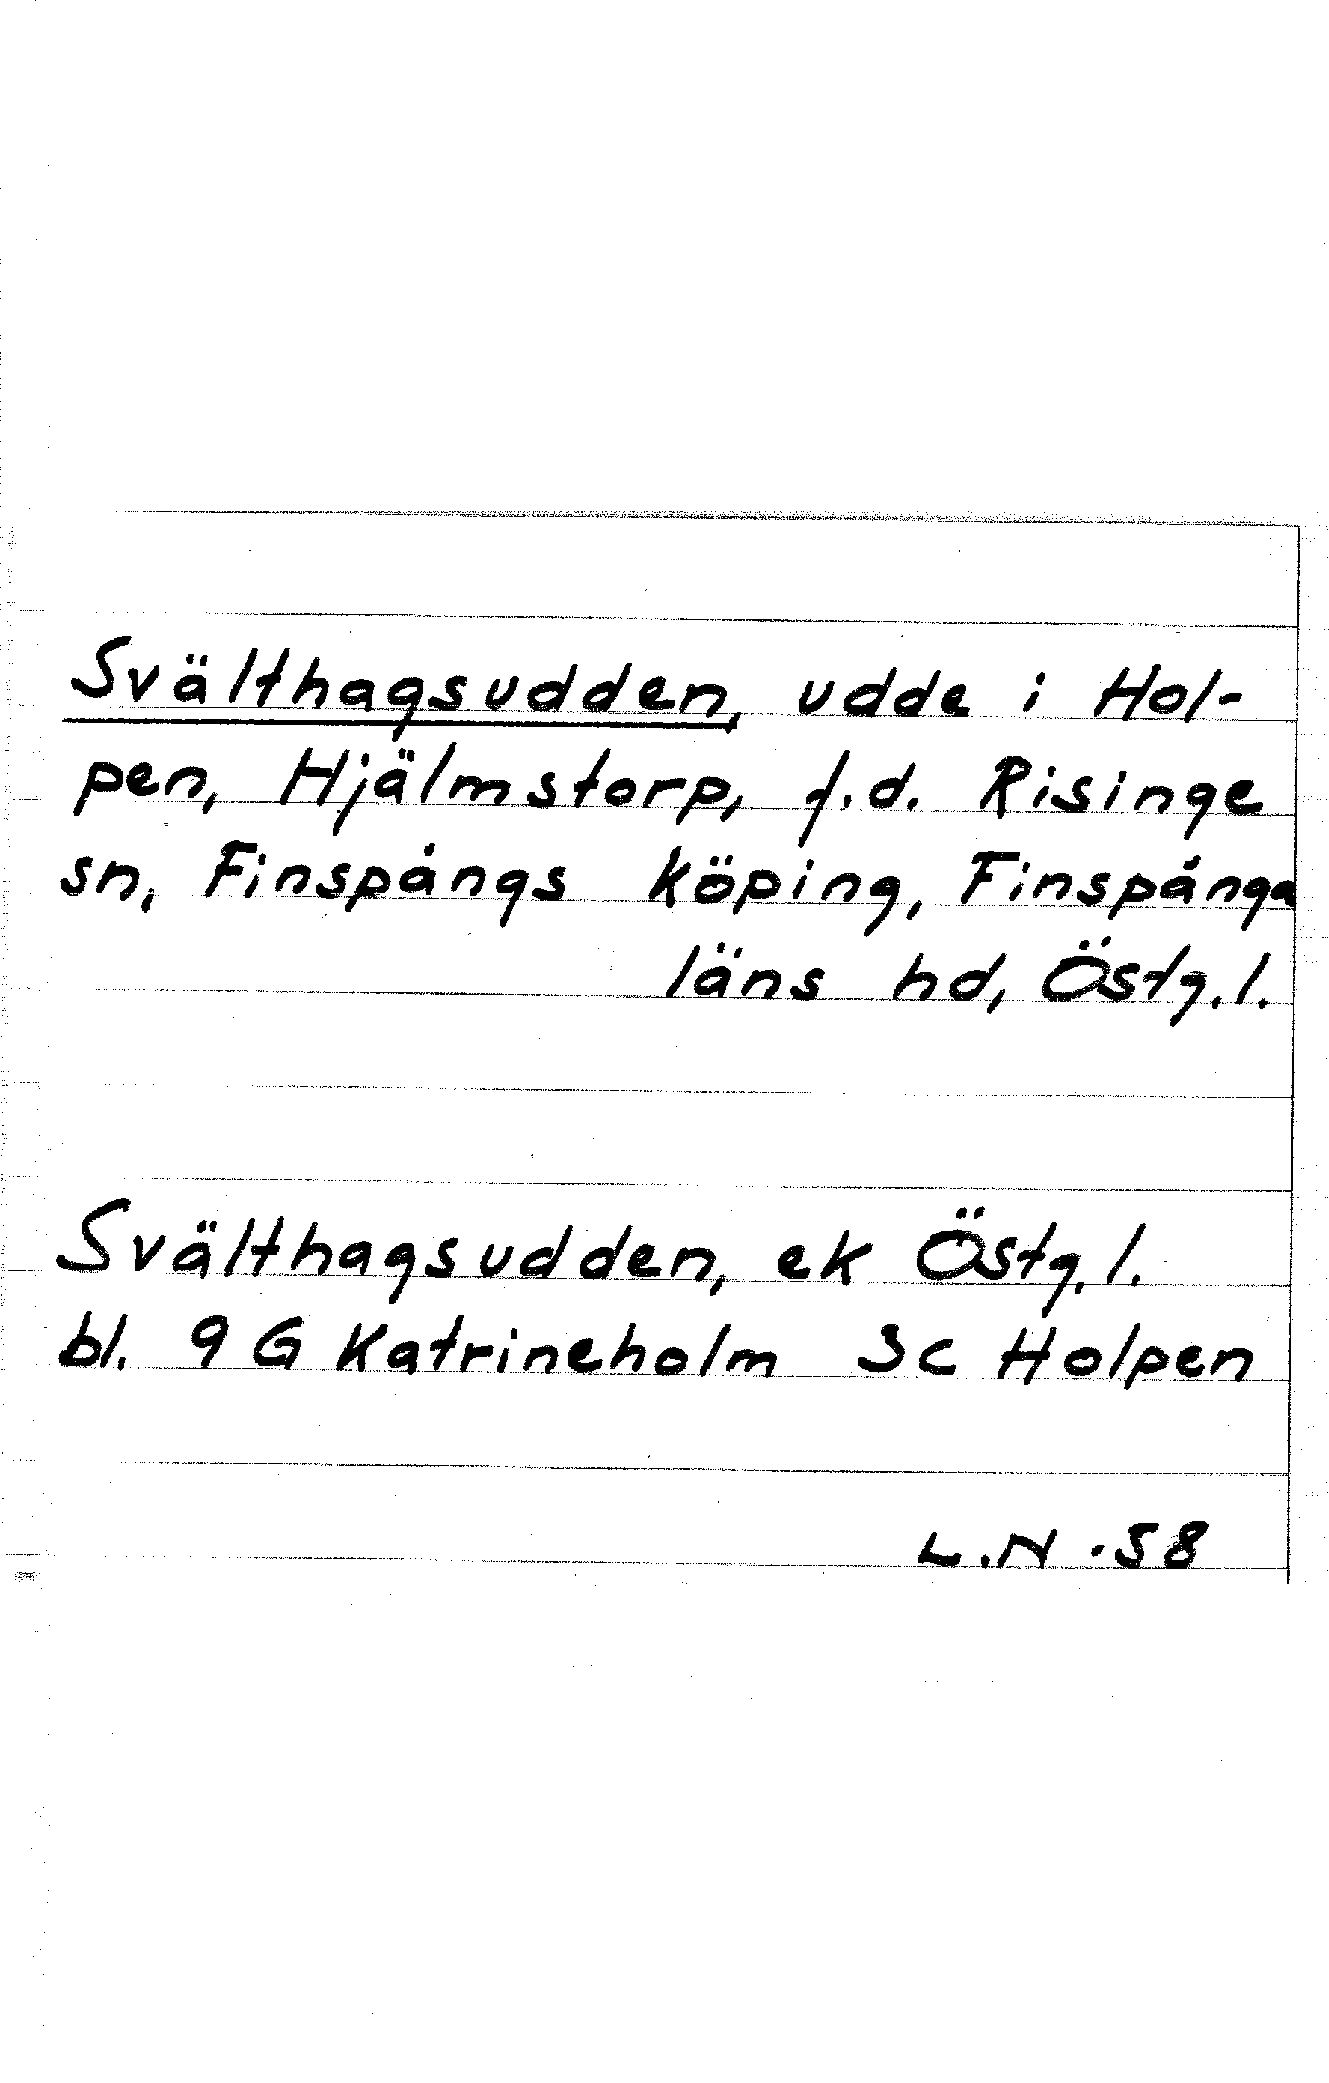 Svälthagsudden, udde i Hol-
pen, Hjälmstorp, f.d. Risinge
sn, Finspångs köping, Finspånga
läns hd, Östg.l.
Svälthagsudden, ek Östg.l.
bl. 9 G Katrineholm 3c Holpen
L.N -58